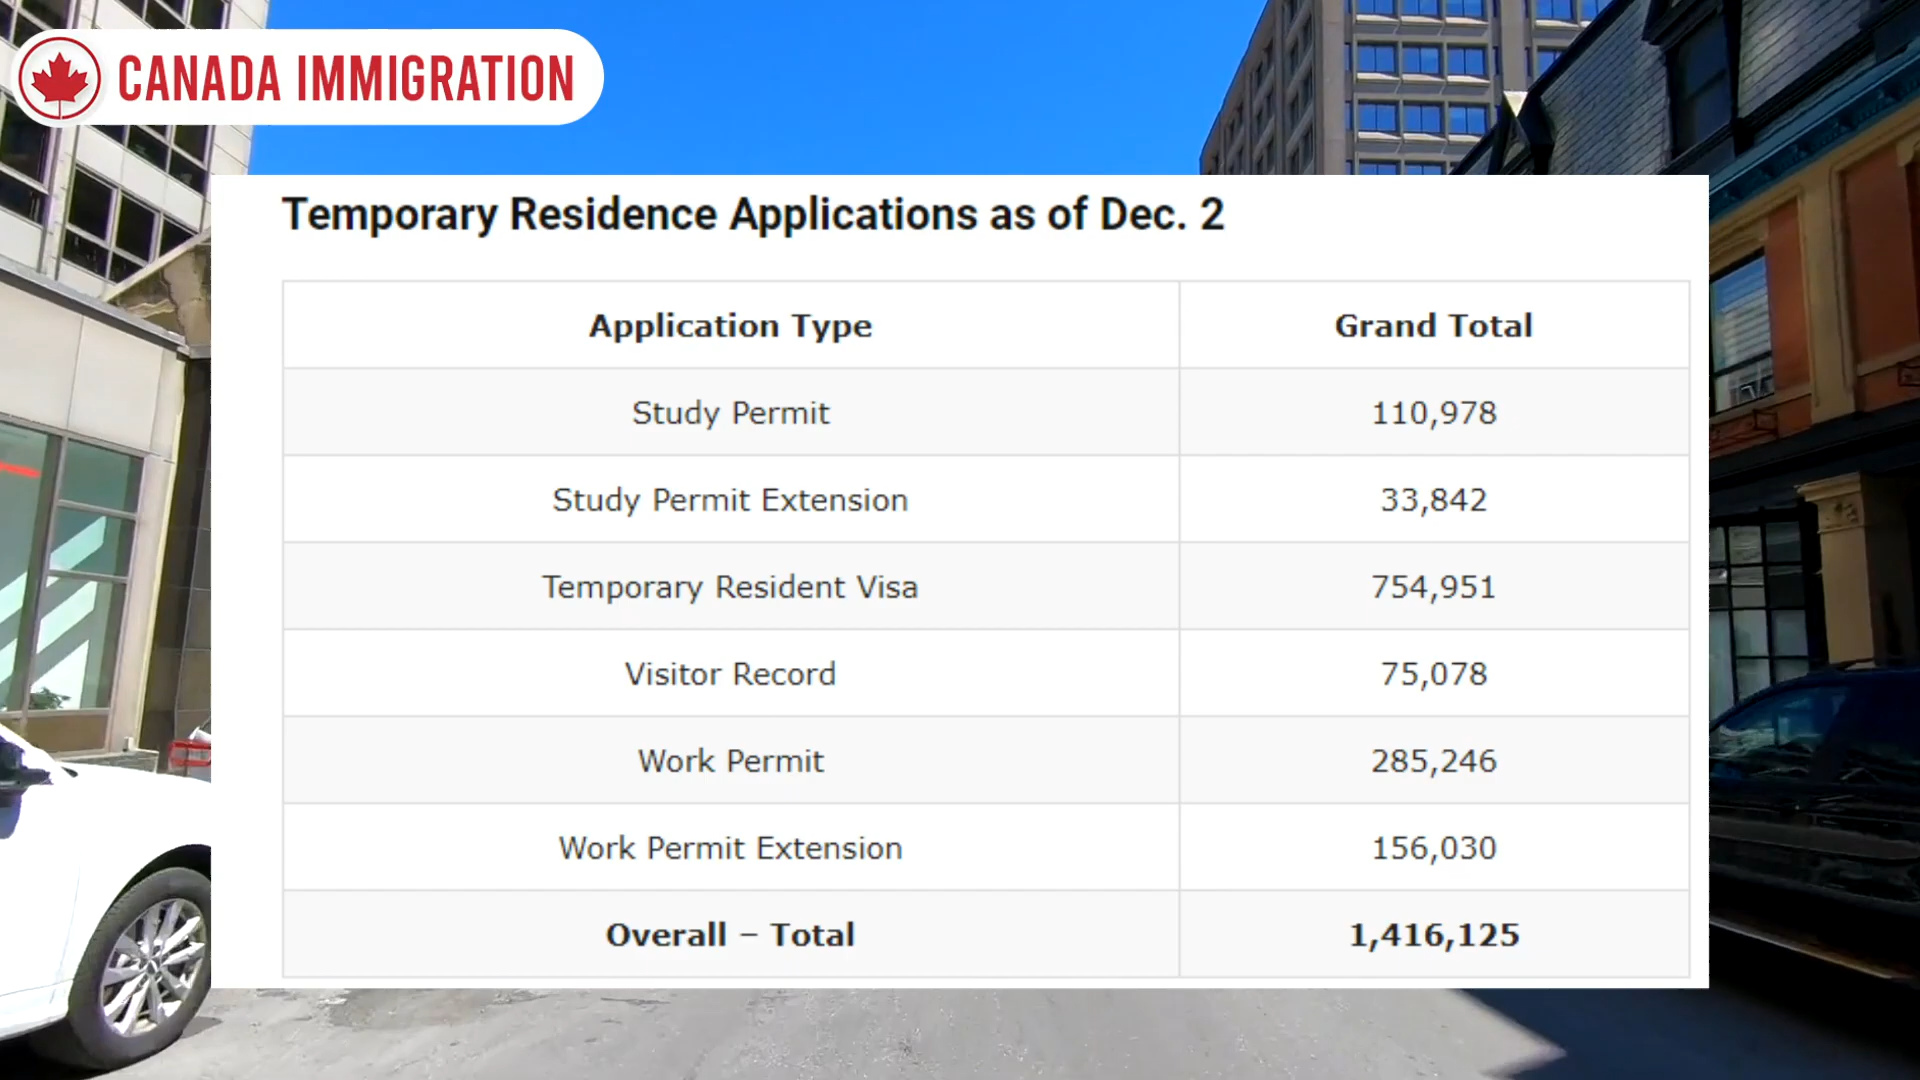 CANADA IMMIGRATION
Temporary Residence Applications as of Dec. 2
Application Type Grand Total
Study Permit 110,978
Study Permit Extension 33,842
Temporary Resident Visa 754,951
Visitor Record 75,078
Work Permit 285,246
Work Permit Extension 156,030
Overall – Total 1,416,125